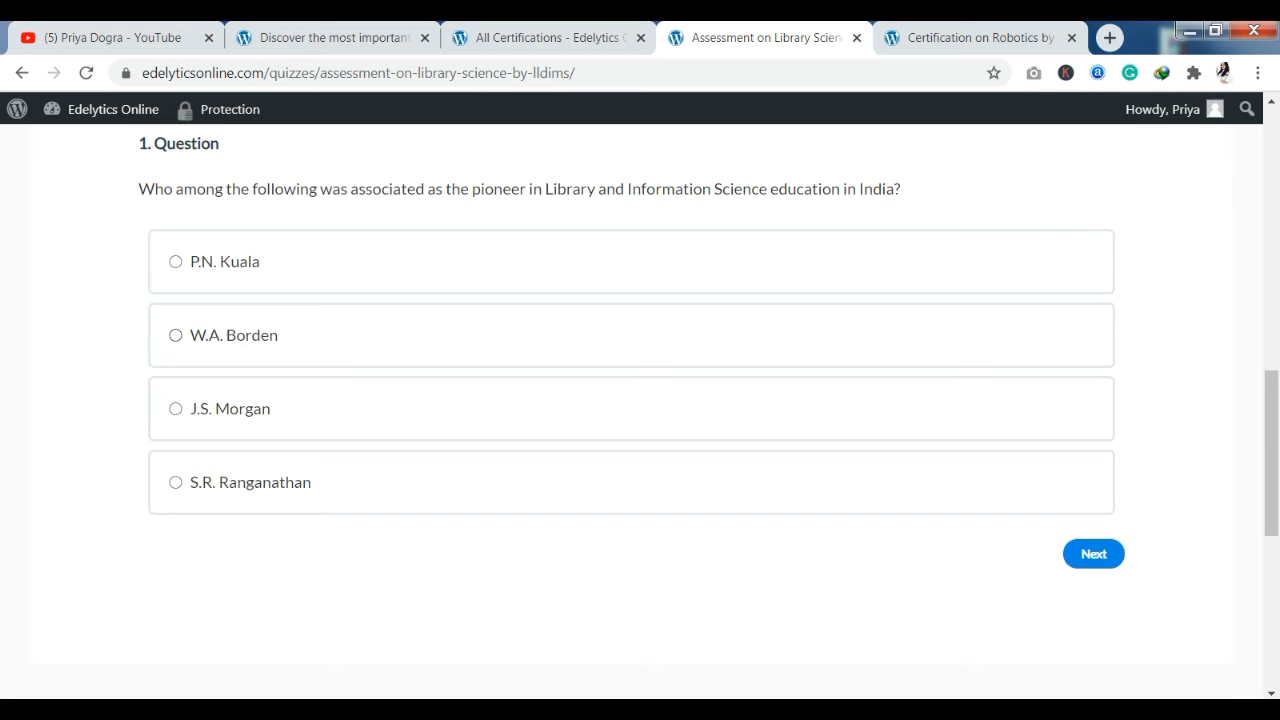 (5) Priya Dogra - YouTube
Discover the most important
All Certifications - Edelytics
Assessment on Library Scien
Certification on Robotics by
edelyticsonline.com/quizzes/assessment-on-library-science-by-lldims/
Edelytics Online
Protection
Howdy, Priya
1. Question
Who among the following was associated as the pioneer in Library and Information Science education in India?
P.N. Kuala
W.A. Borden
J.S. Morgan
S.R. Ranganathan
Next